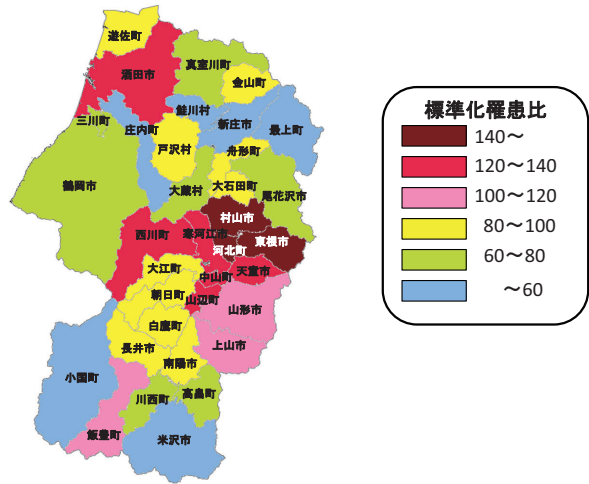 遊佐町
酒田市
真室川町
金山町
鮭川村
新庄市
最上町
三川町
庄内町
戸沢村
舟形町
鶴岡市
大蔵村
大石田町
尾花沢市
村山市
西川町
寒河江市
東根市
河北町
大江町
中山町
天童市
朝日町
山辺町
山形市
白鷹町
長井市
上山市
南陽市
小国町
川西町
高畠町
飯豊町
米沢市
標準化罹患比
140〜
120〜140
100〜120
80〜100
60〜80
〜60